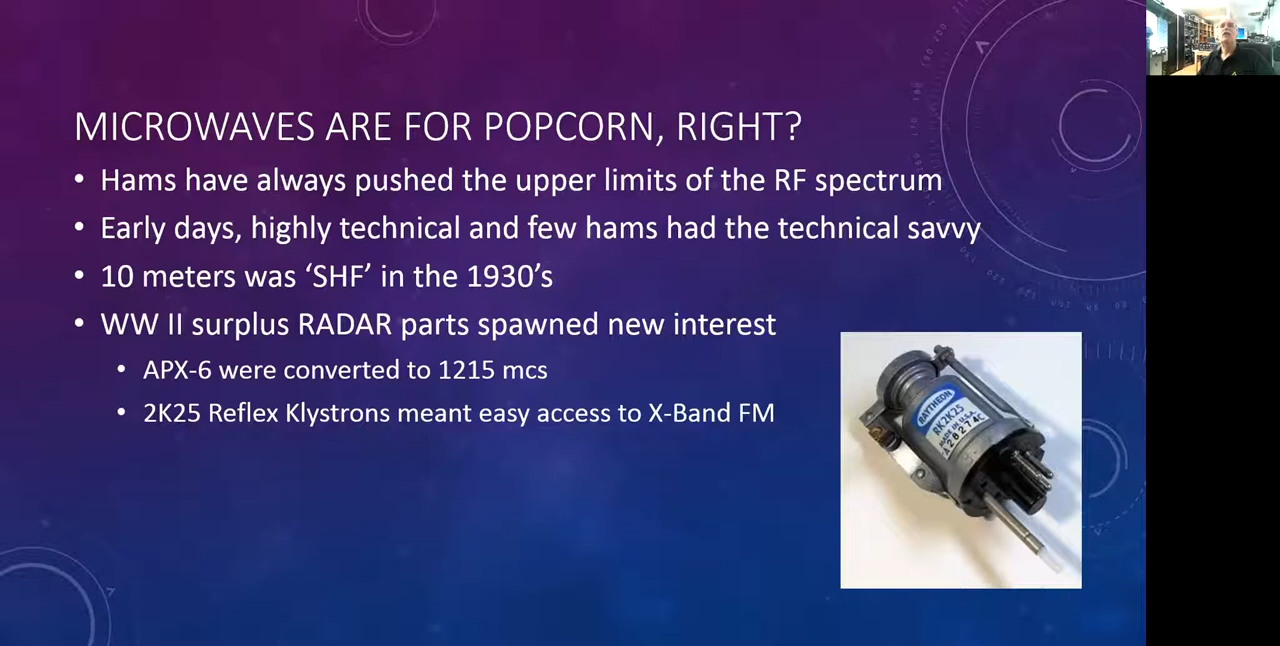 MICROWAVES ARE FOR POPCORN, RIGHT?
• Hams have always pushed the upper limits of the RF spectrum
• Early days, highly technical and few hams had the technical savvy
• 10 meters was ‘SHF’ in the 1930’s
• WW II surplus RADAR parts spawned new interest
• APX-6 were converted to 1215 mcs
• 2K25 Reflex Klystrons meant easy access to X-Band FM
RAYTHEON
RK2K25
MADE IN U.S.A.